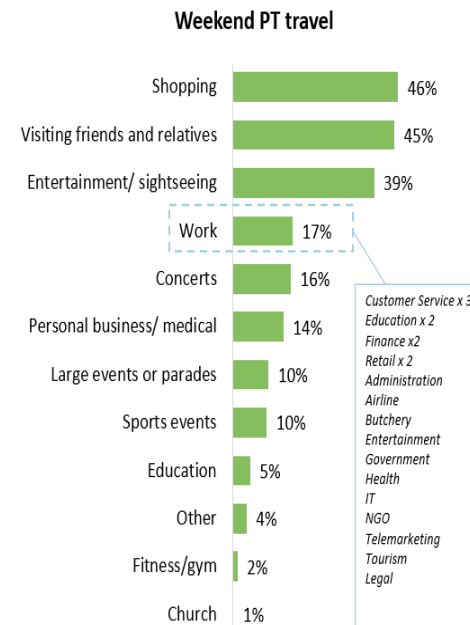 Weekend PT travel
Shopping 46%
Visiting friends and relatives 45%
Entertainment/ sightseeing 39%
Work 17%
Concerts 16%
Personal business/ medical 14%
Large events or parades 10%
Sports events 10%
Education 5%
Other 4%
Fitness/gym 2%
Church 1%
Customer Service x 3
Education x 2
Finance x2
Retail x 2
Administration
Airline
Butchery
Entertainment
Government
Health
IT
NGO
Telemarketing
Tourism
Legal